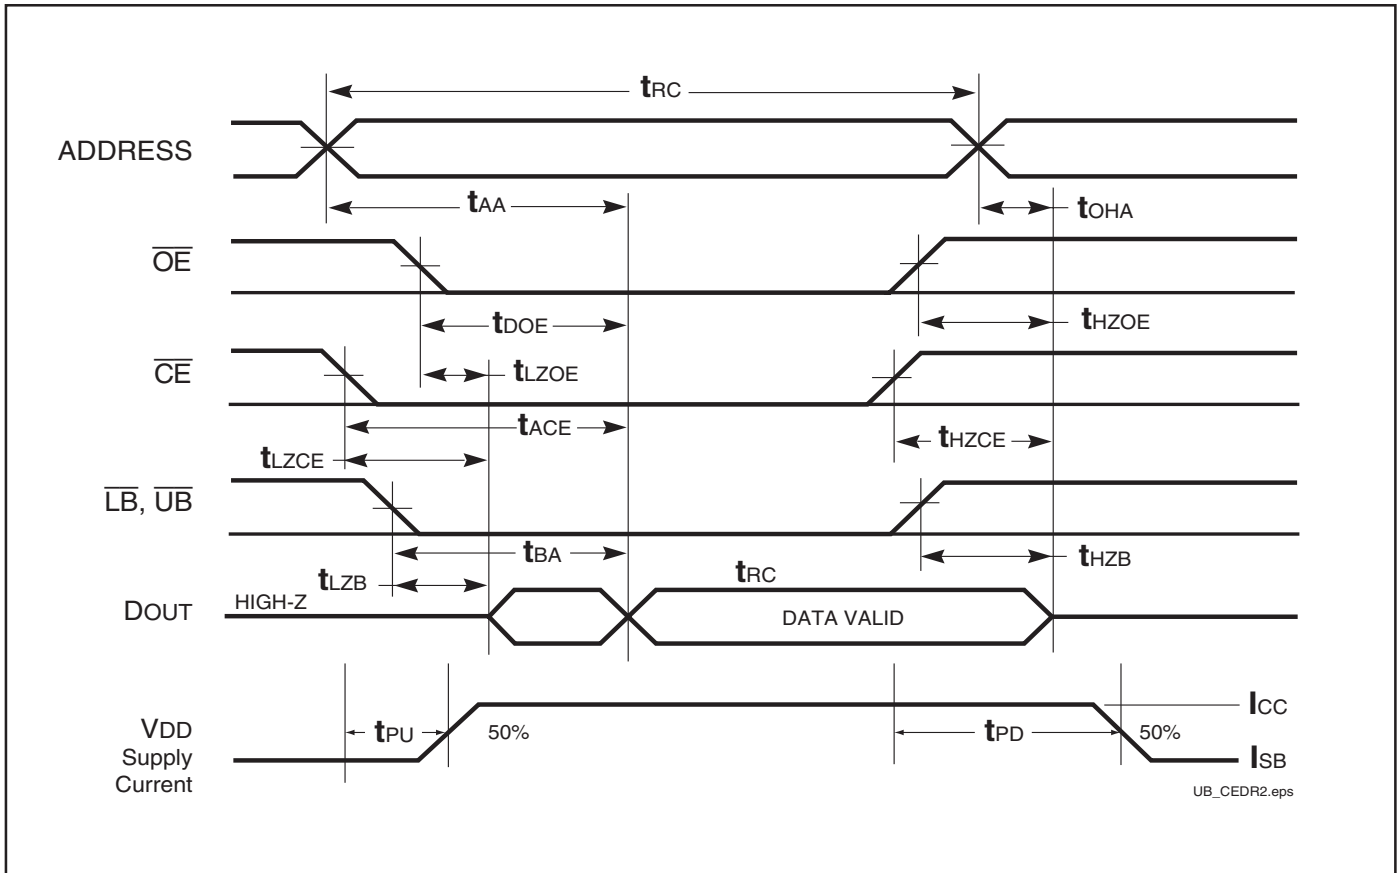 tRC
ADDRESS
tAA
tOHA
OE
tDOE
tHZOE
CE
tLZOE
tACE
tHZCE
tLZCE
LB, UB
tBA
tHZB
tLZB
tRC
DOUT
HIGH-Z
DATA VALID
ICC
VDD
Supply
Current
tPU
50%
tPD
50%
ISB
UB_CEDR2.eps